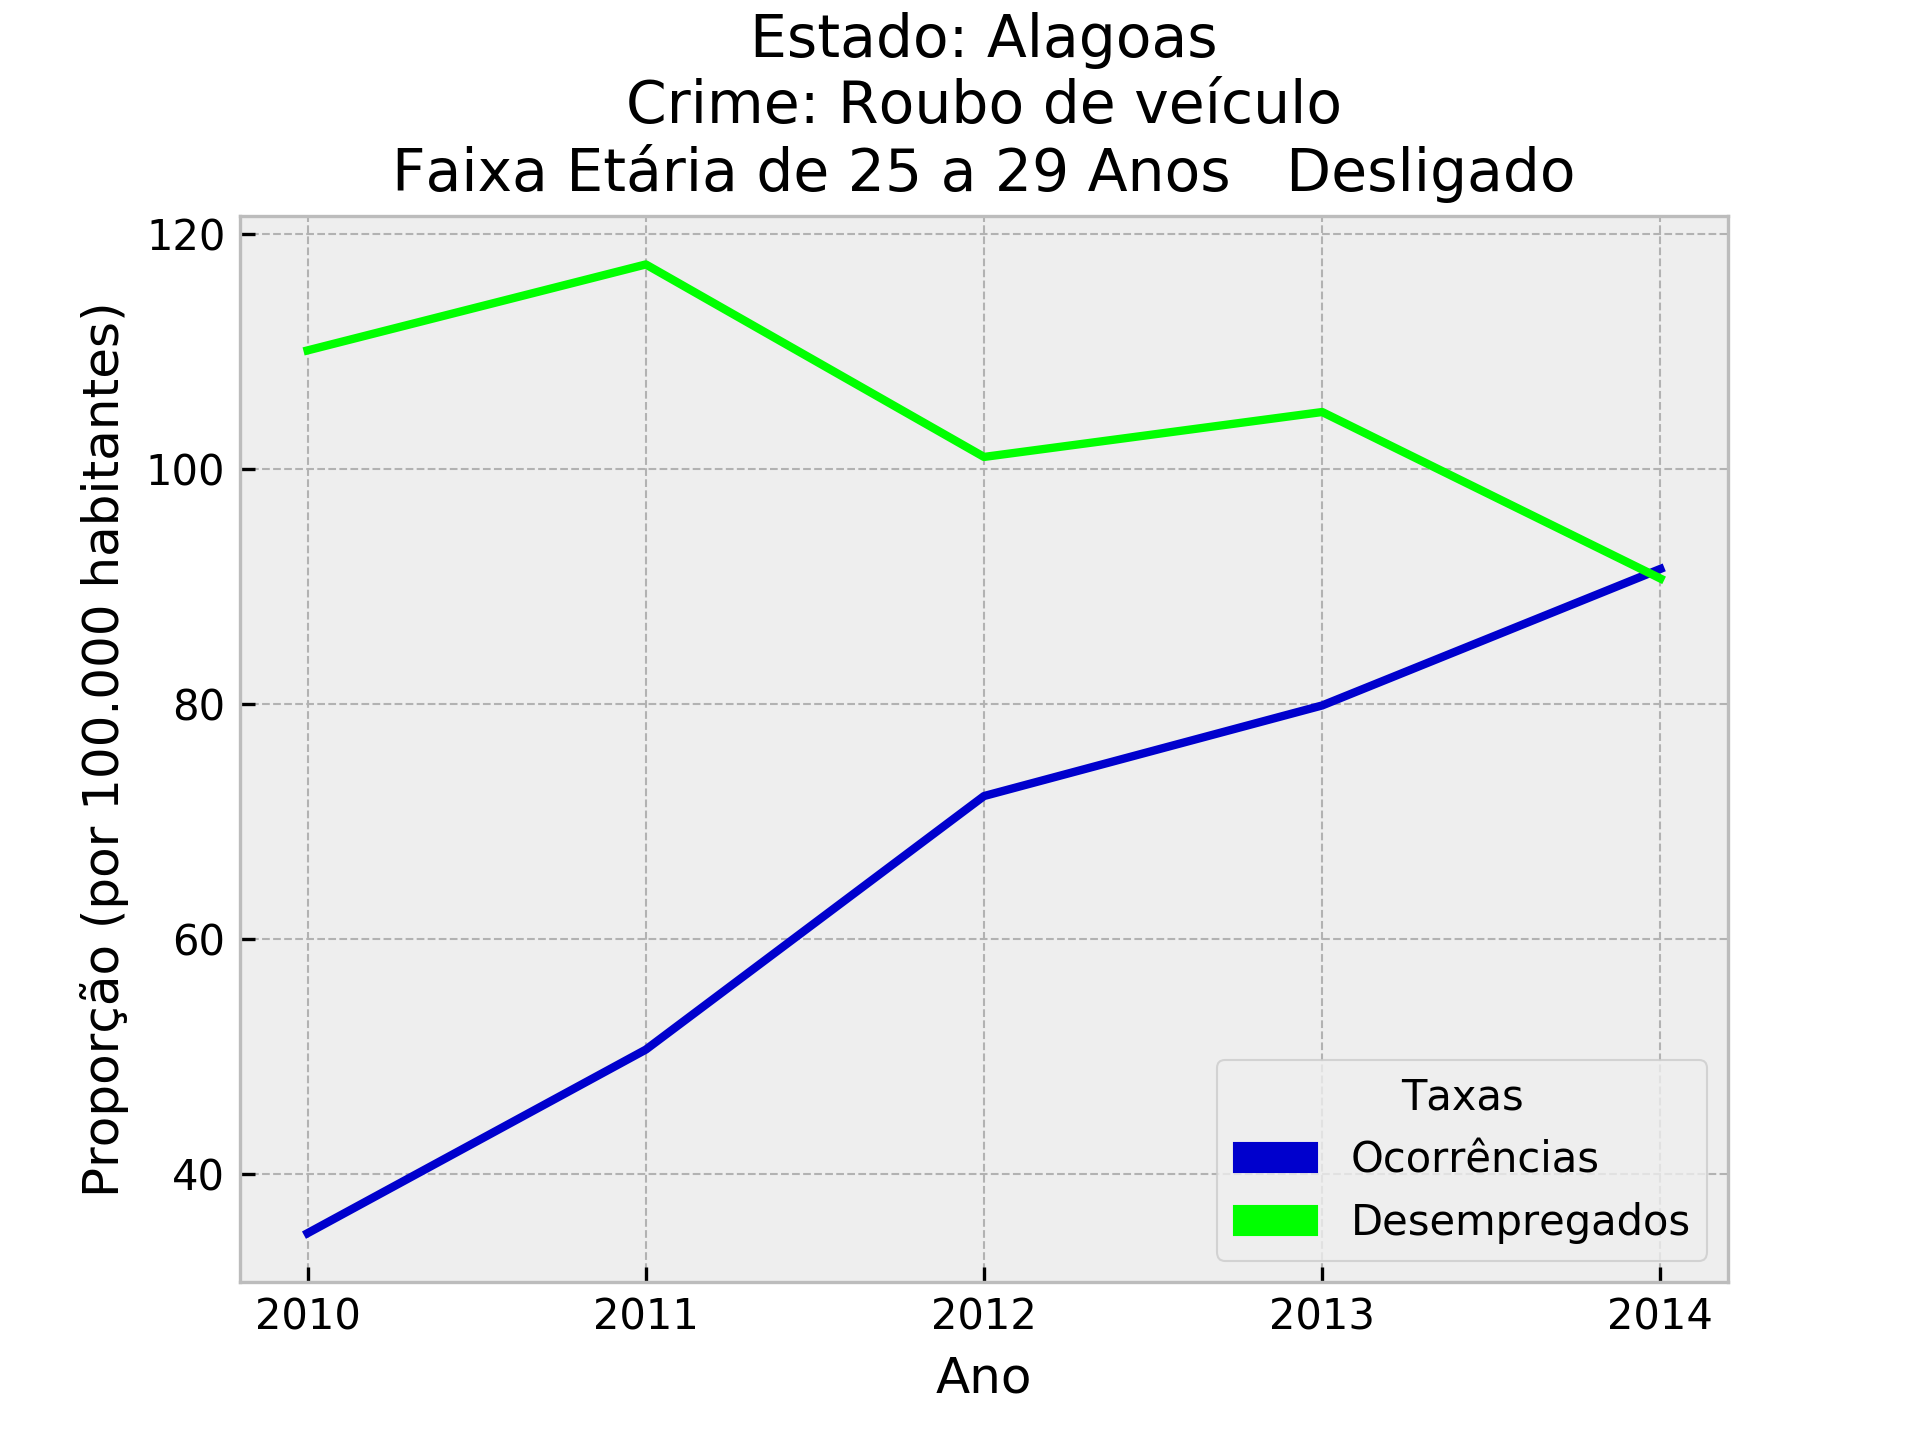 Estado: Alagoas
Crime: Roubo de veículo
Faixa Etária de 25 a 29 Anos   Desligado
Proporção (por 100.000 habitantes)
120
100
80
60
40
Taxas
Ocorrências
Desempregados
2010 2011 2012 2013 2014
Ano